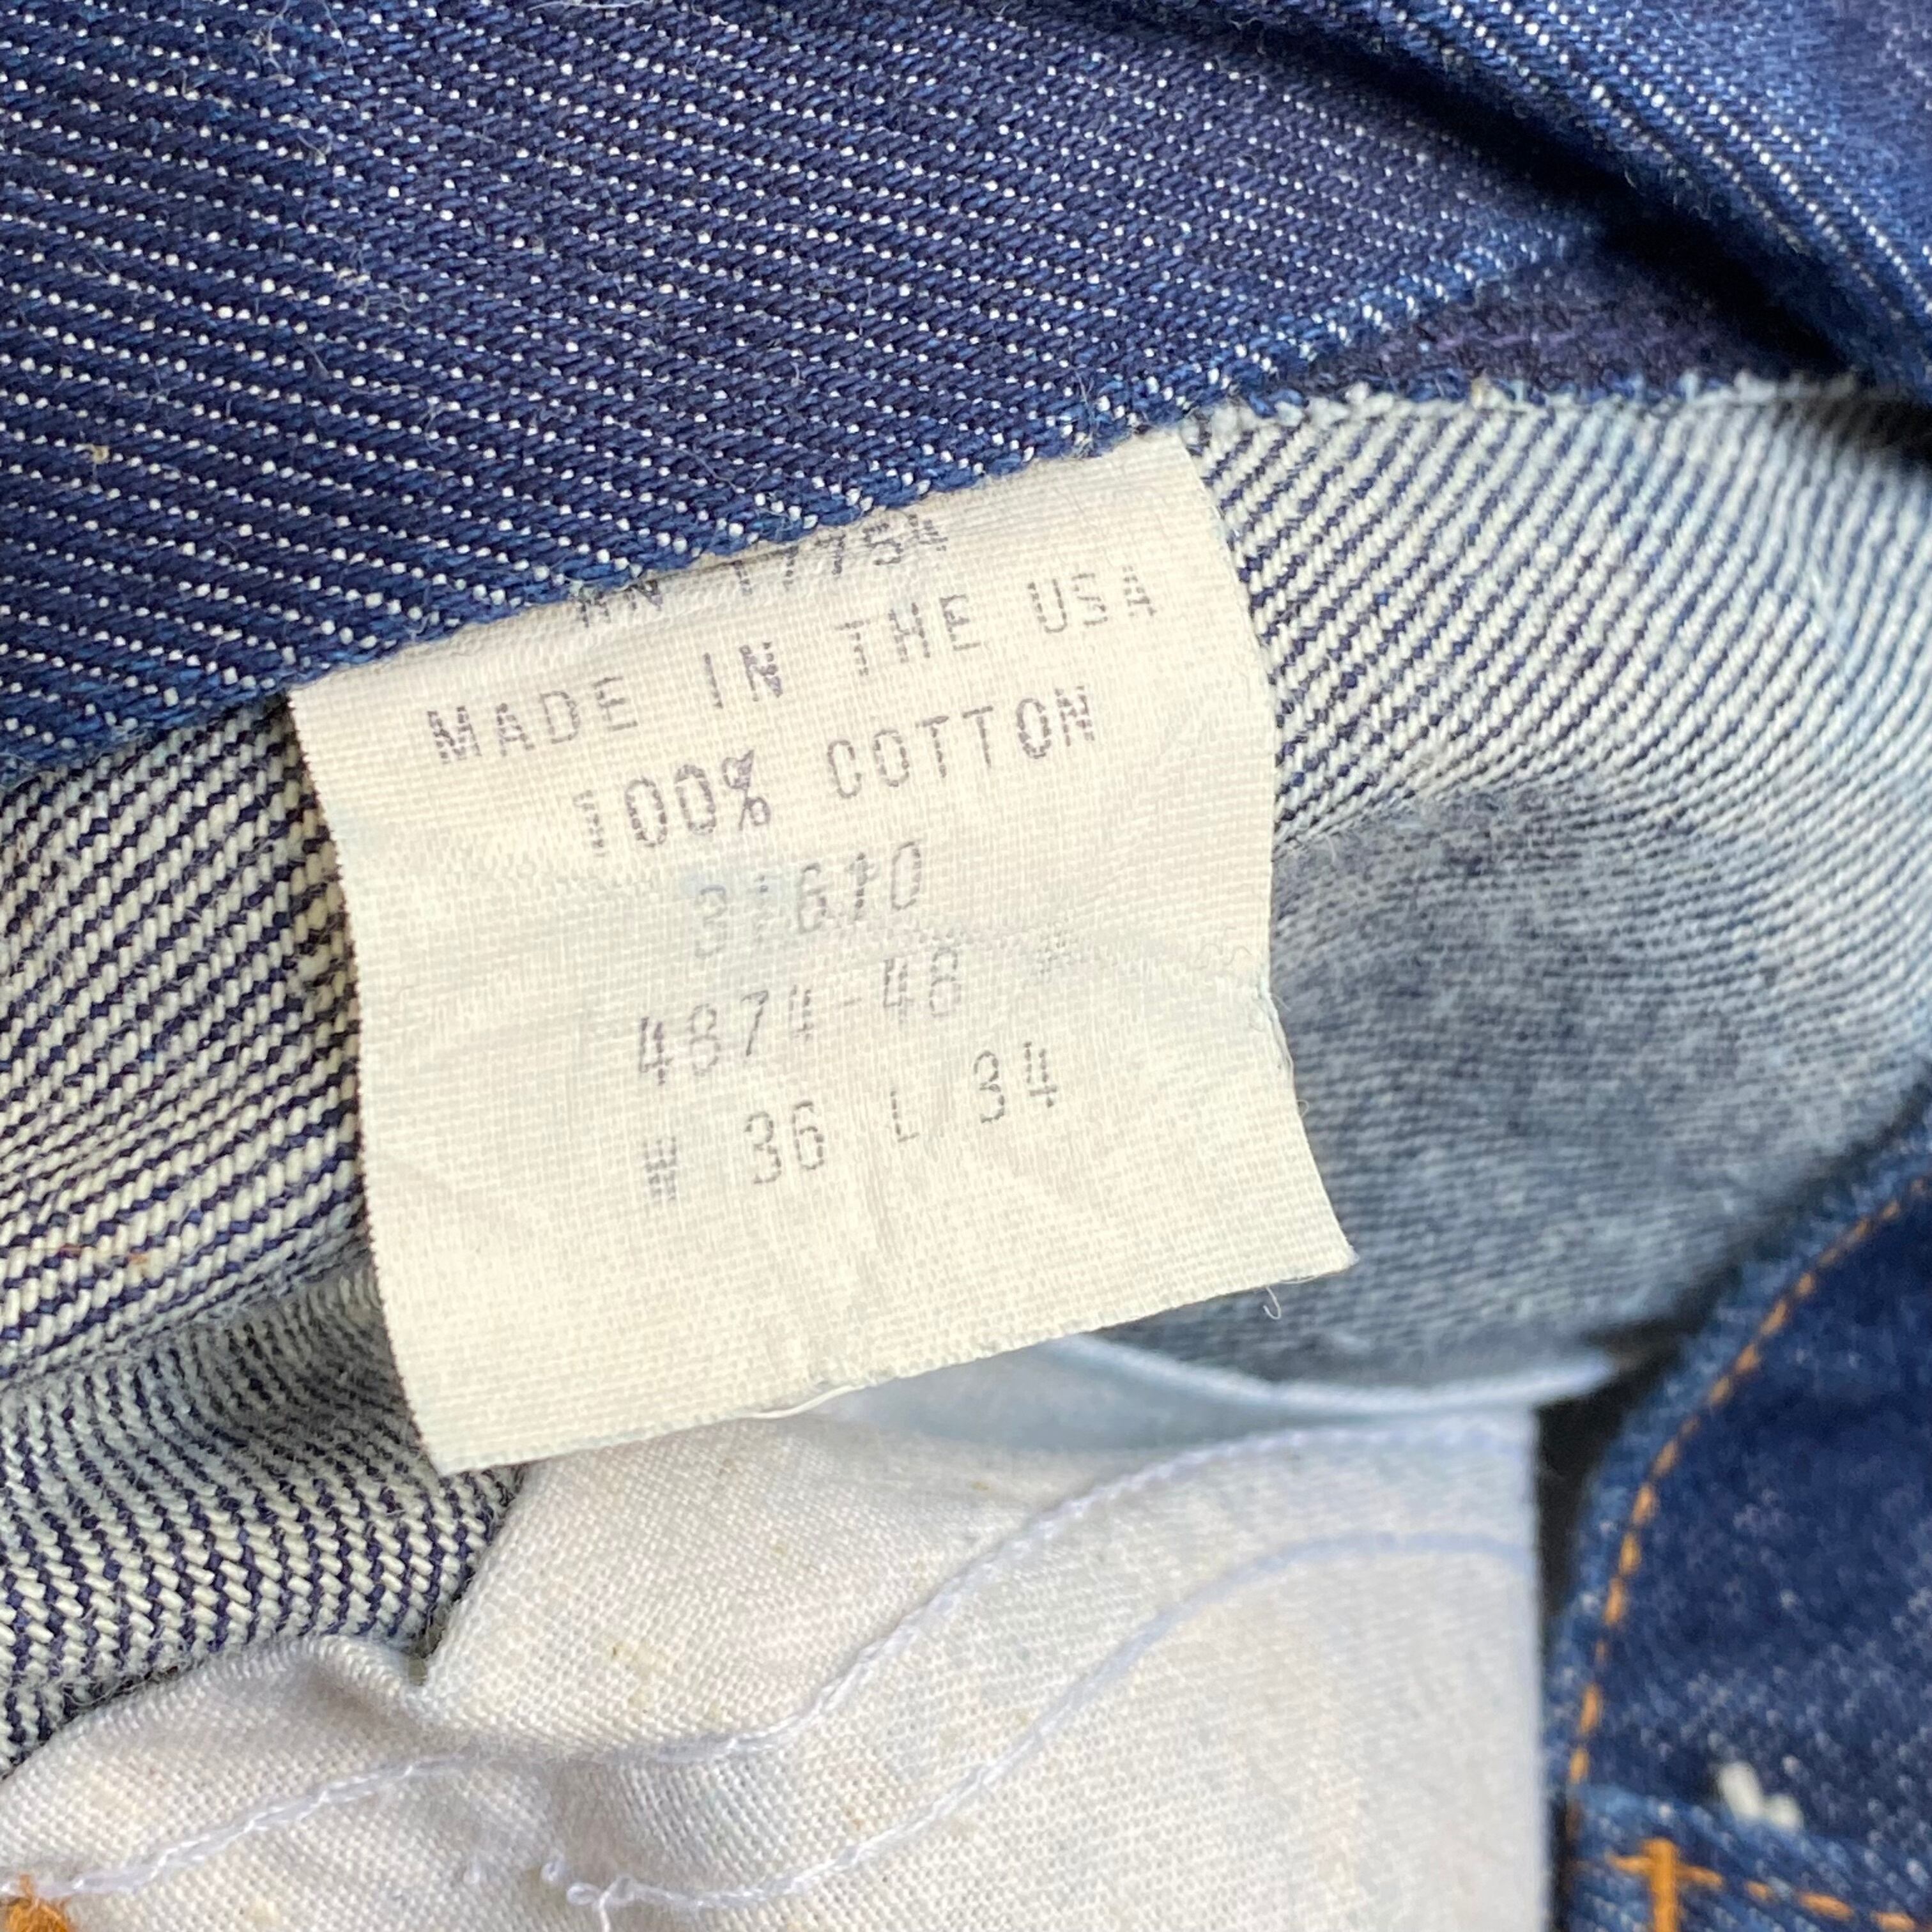 MADE IN THE USA
100% COTTON
4874-48
W 36 L 34